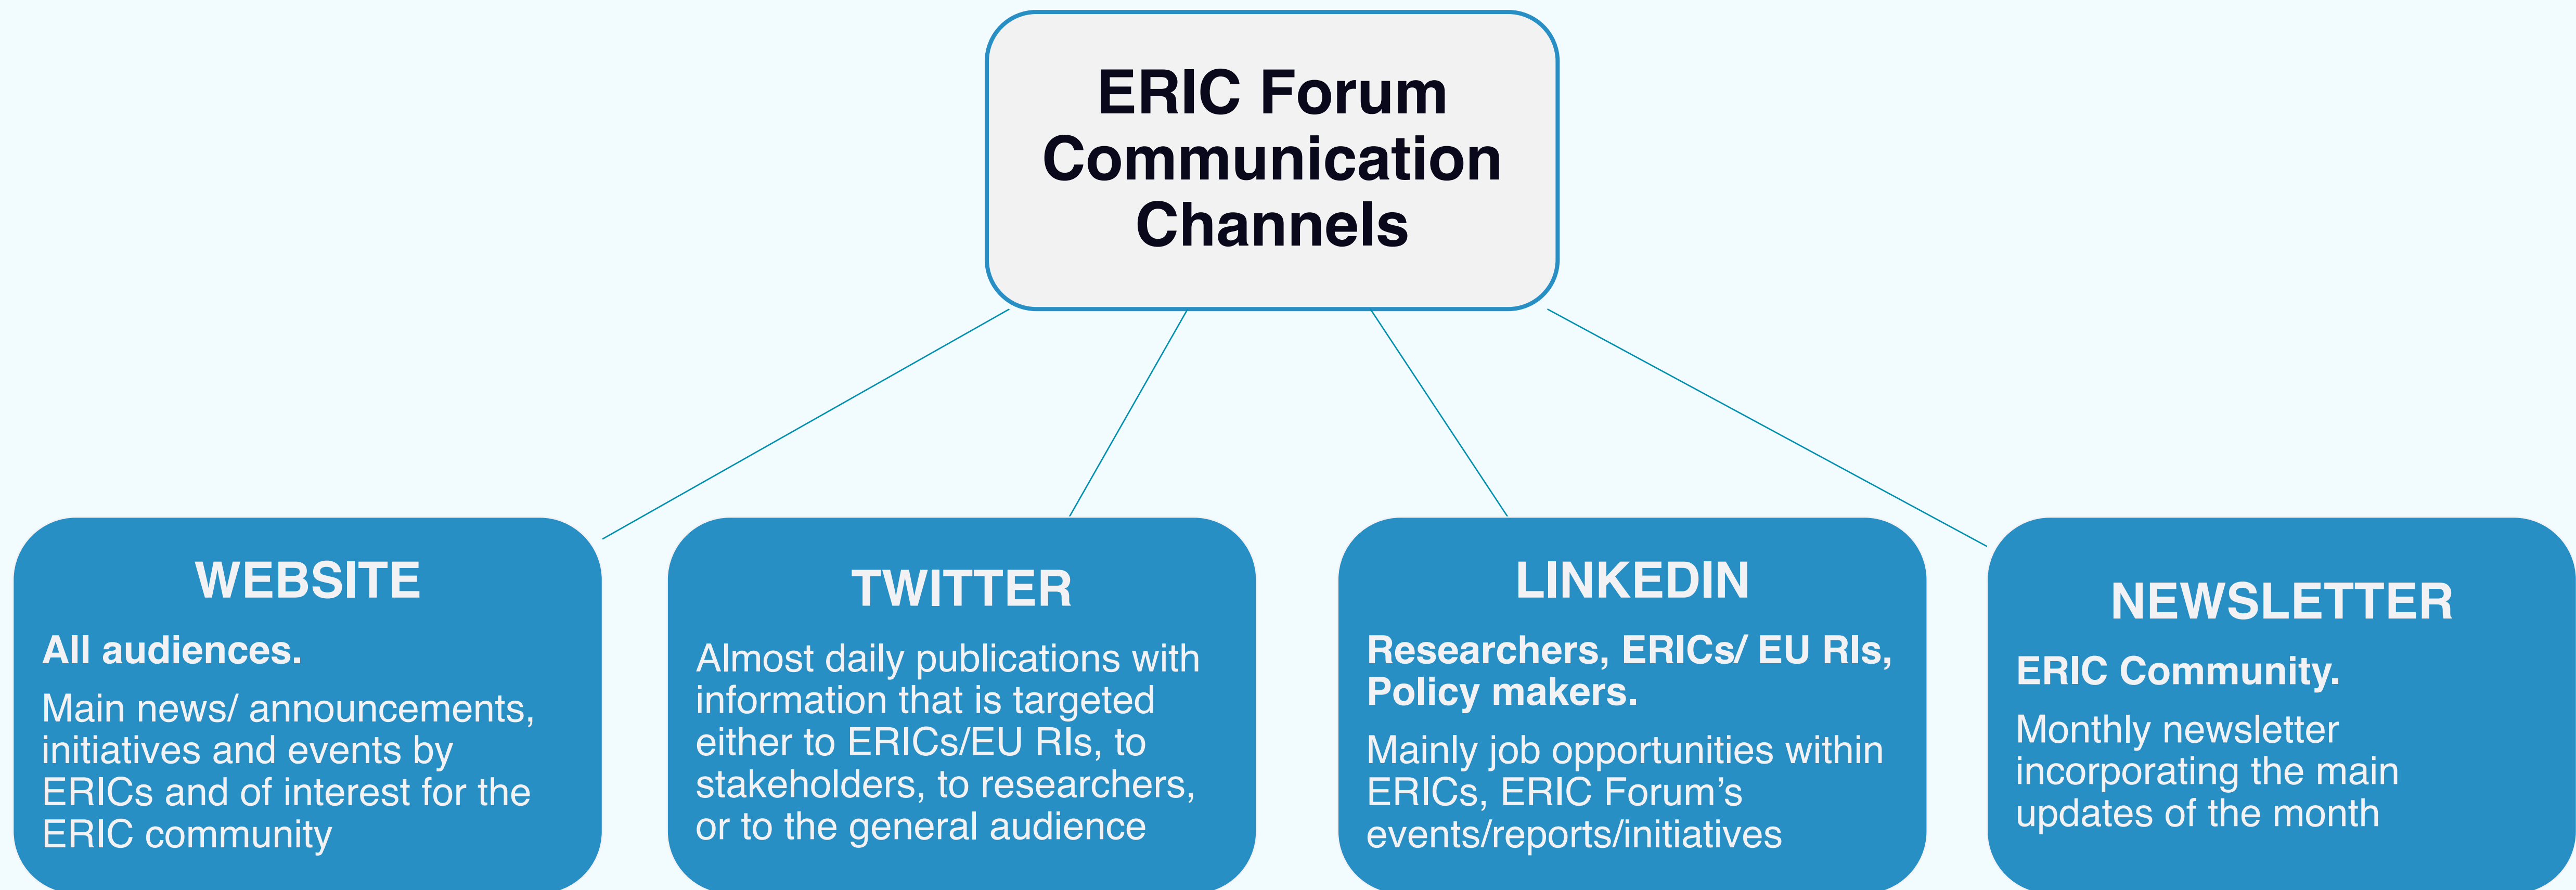 ERIC Forum
Communication
Channels
WEBSITE
All audiences.
Main news/ announcements,
initiatives and events by
ERICs and of interest for the
ERIC community
TWITTER
Almost daily publications with
information that is targeted
either to ERICs/EU RIs, to
stakeholders, to researchers,
or to the general audience
LINKEDIN
Researchers, ERICs/ EU RIs,
Policy makers.
Mainly job opportunities within
ERICs, ERIC Forum’s
events/reports/initiatives
NEWSLETTER
ERIC Community.
Monthly newsletter
incorporating the main
updates of the month